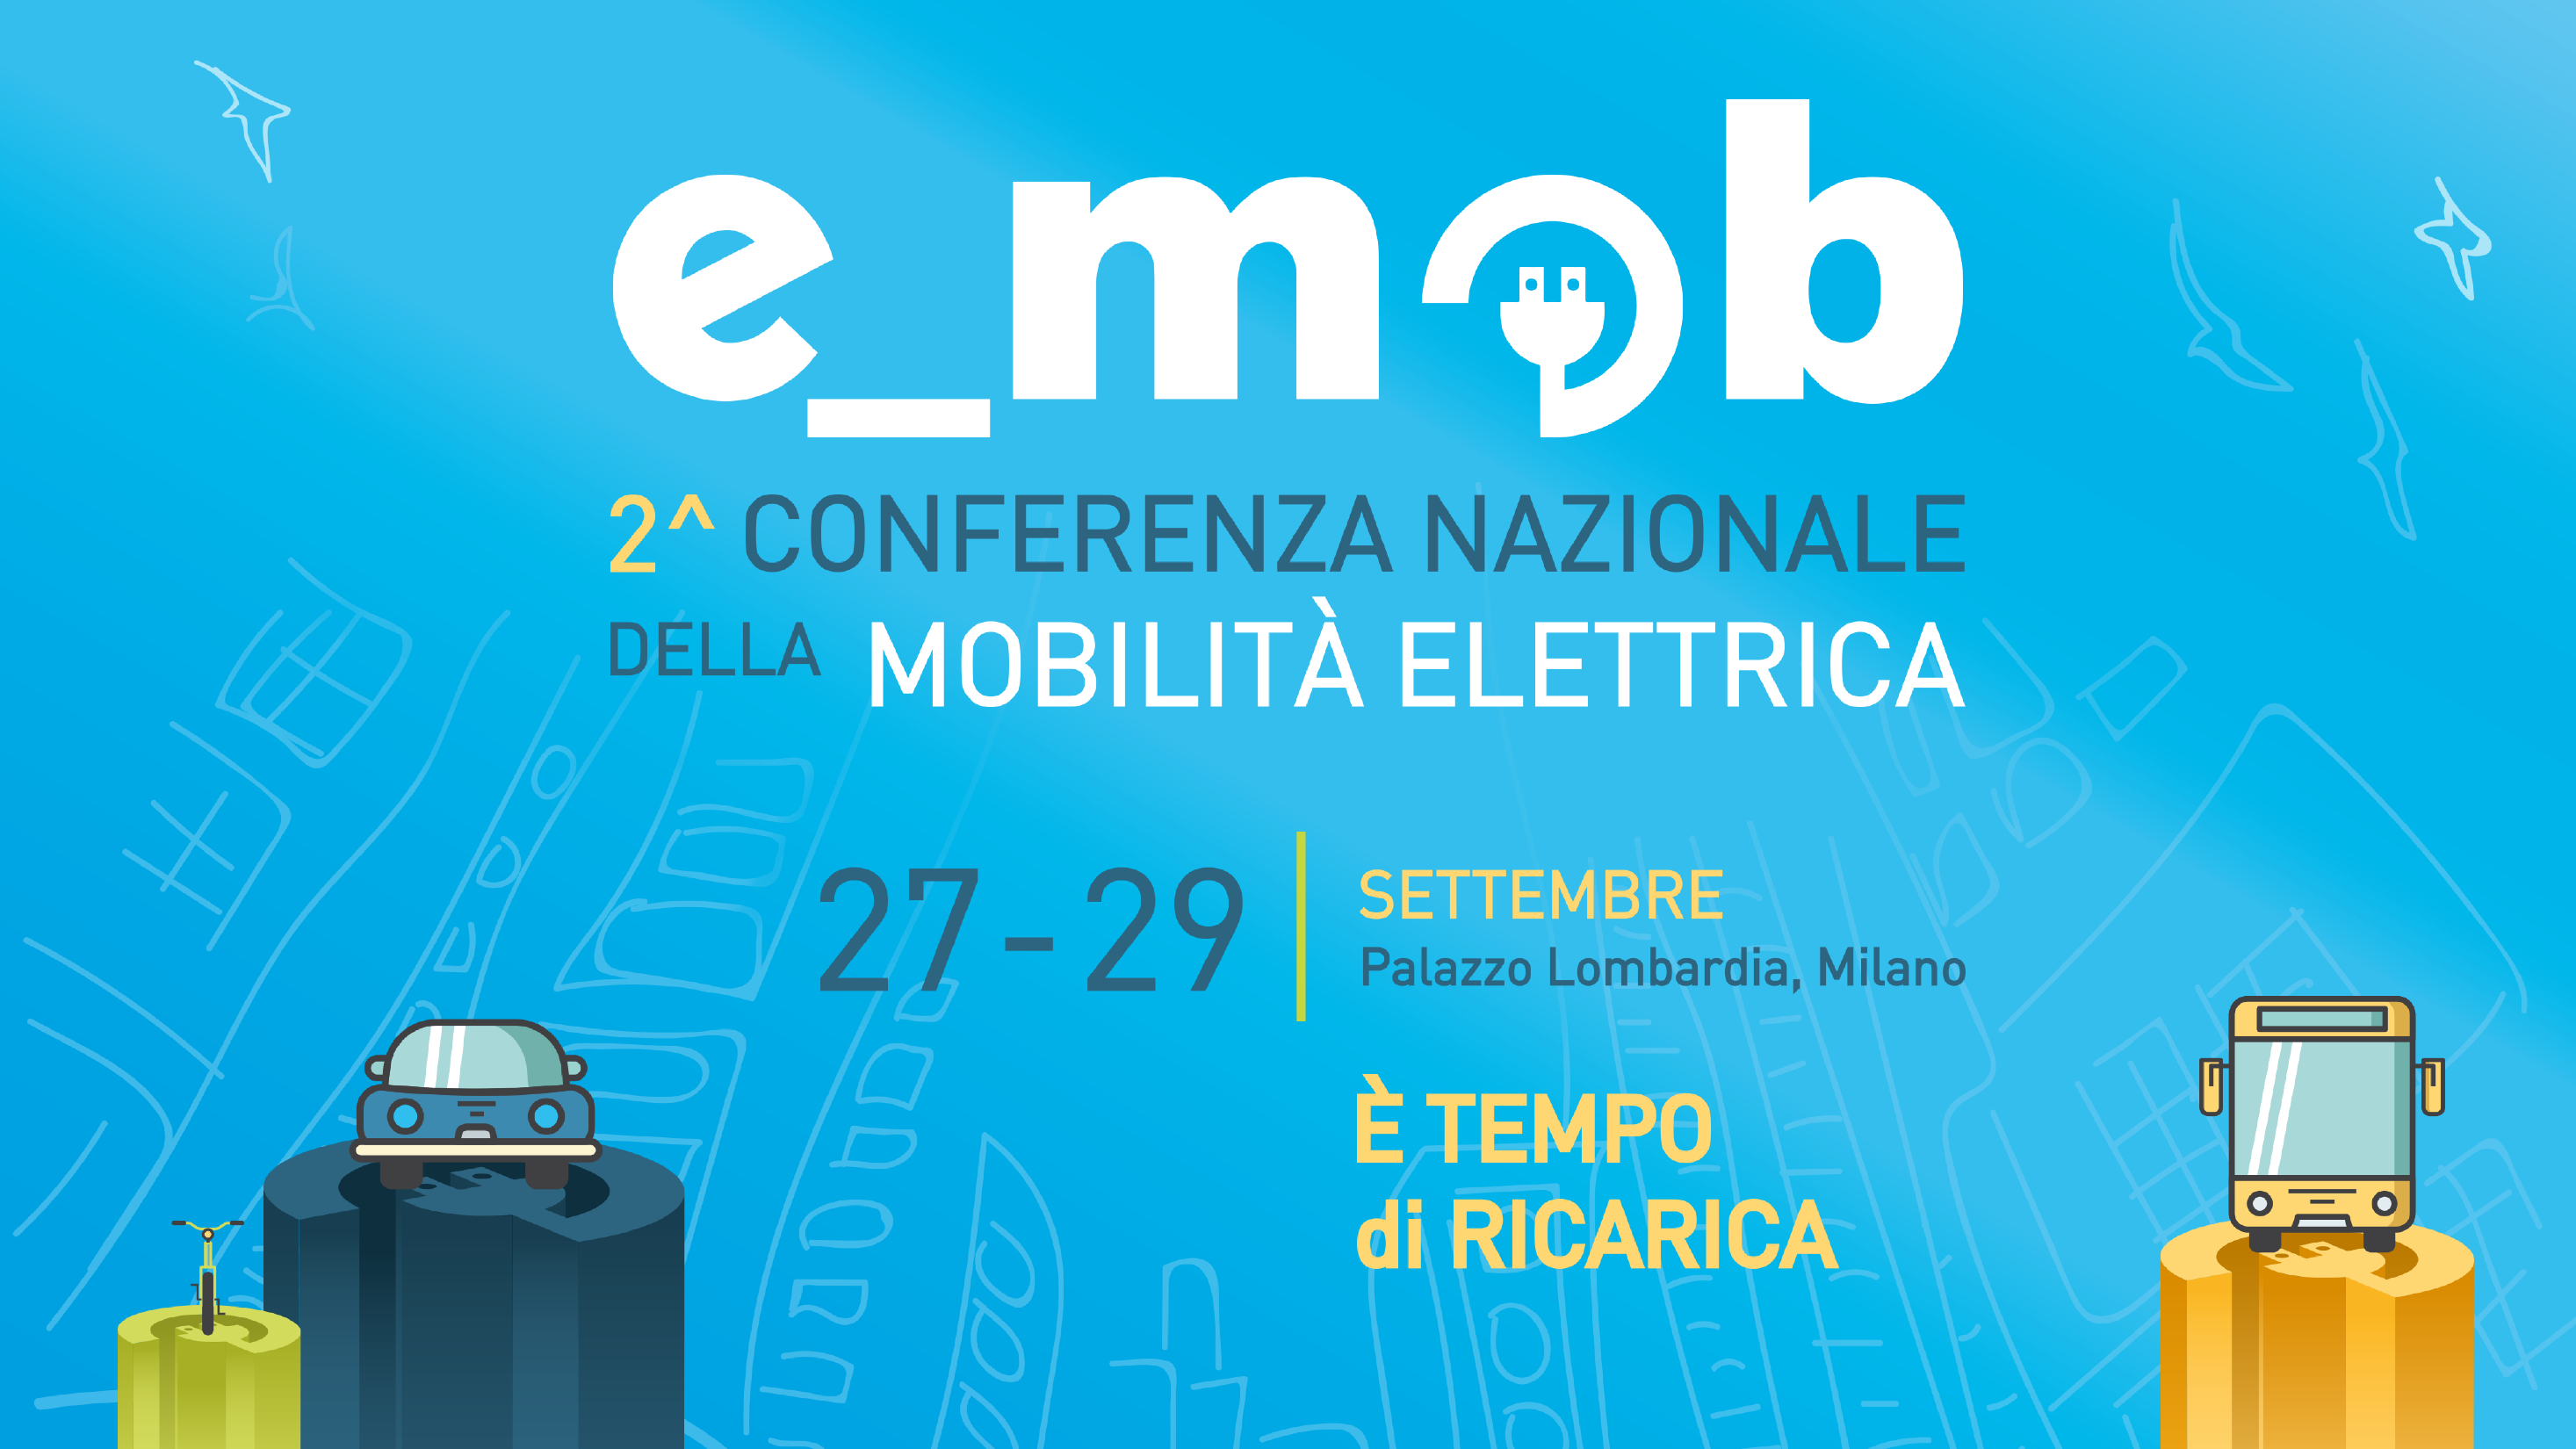 e_mob
2^ CONFERENZA NAZIONALE
DELLA MOBILITÀ ELETTRICA
27-29
SETTEMBRE
Palazzo Lombardia, Milano
È TEMPO
di RICARICA